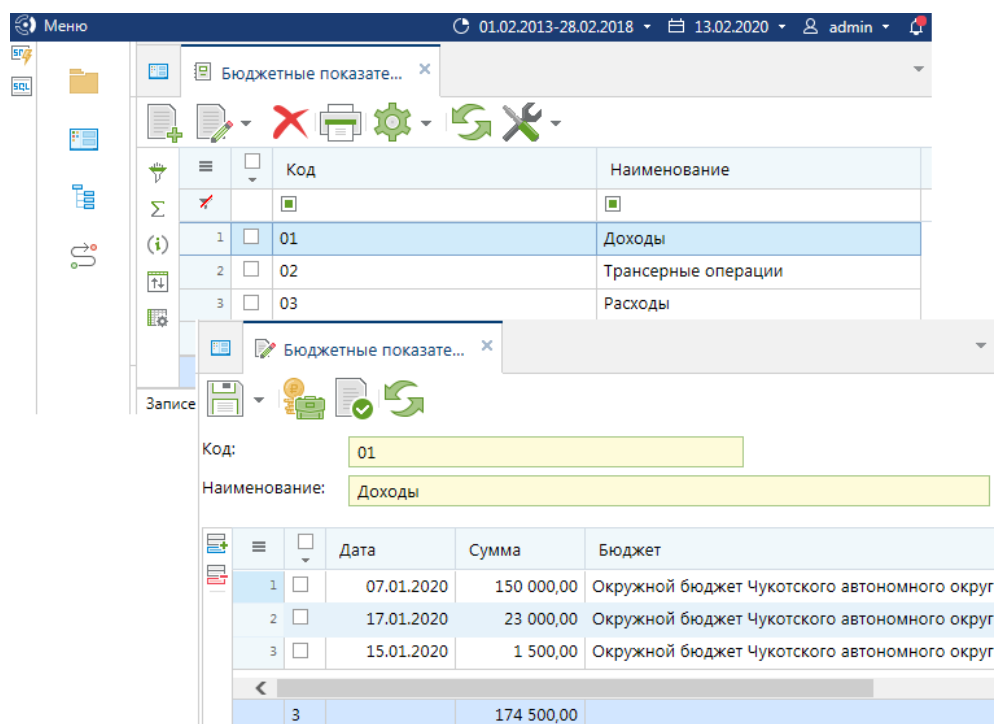 Меню 01.02.2013-28.02.2018 13.02.2020 admin
SQL
Бюджетные показате...
Код Наименование
1 01 Доходы
2 02 Трансерные операции
3 03 Расходы
Записе
Бюджетные показате...
Код: 01
Наименование: Доходы
Дата Сумма Бюджет
1 07.01.2020 150 000,00 Окружной бюджет Чукотского автономного округ
2 17.01.2020 23 000,00 Окружной бюджет Чукотского автономного округ
3 15.01.2020 1 500,00 Окружной бюджет Чукотского автономного округ
3 174 500,00